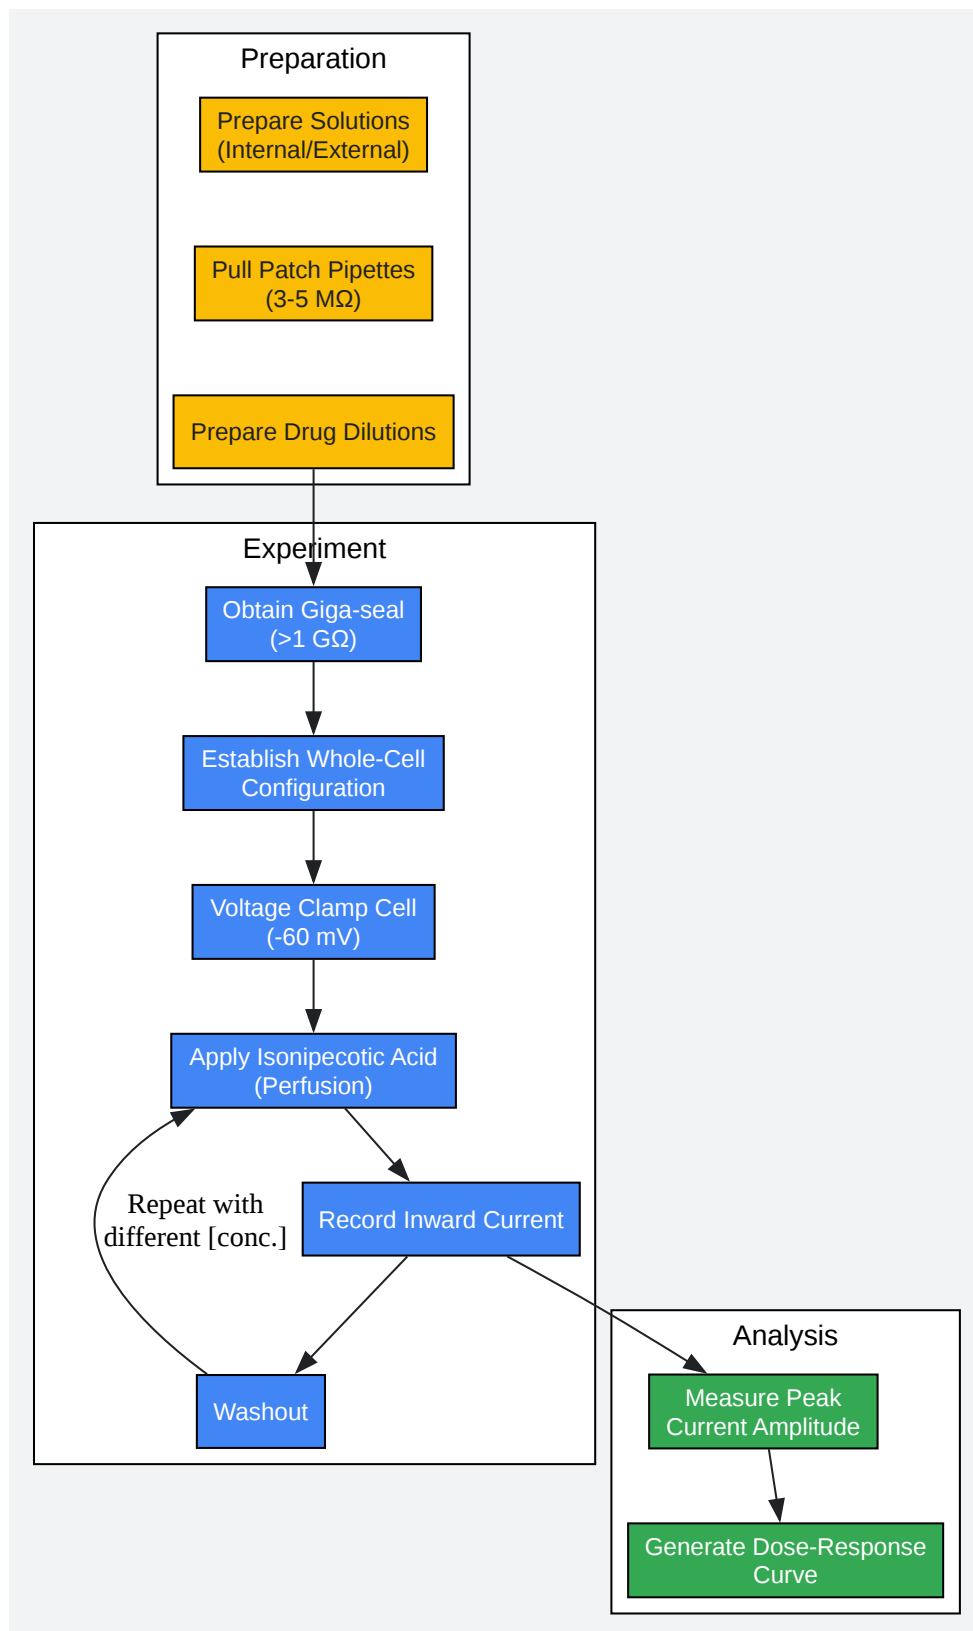 Preparation
Prepare Solutions
(Internal/External)
Pull Patch Pipettes
(3-5 MΩ)
Prepare Drug Dilutions
Experiment
Obtain Giga-seal
(>1 GΩ)
Establish Whole-Cell
Configuration
Voltage Clamp Cell
(-60 mV)
Apply Isonipecotic Acid
(Perfusion)
Repeat with
different [conc.]
Record Inward Current
Washout
Analysis
Measure Peak
Current Amplitude
Generate Dose-Response
Curve